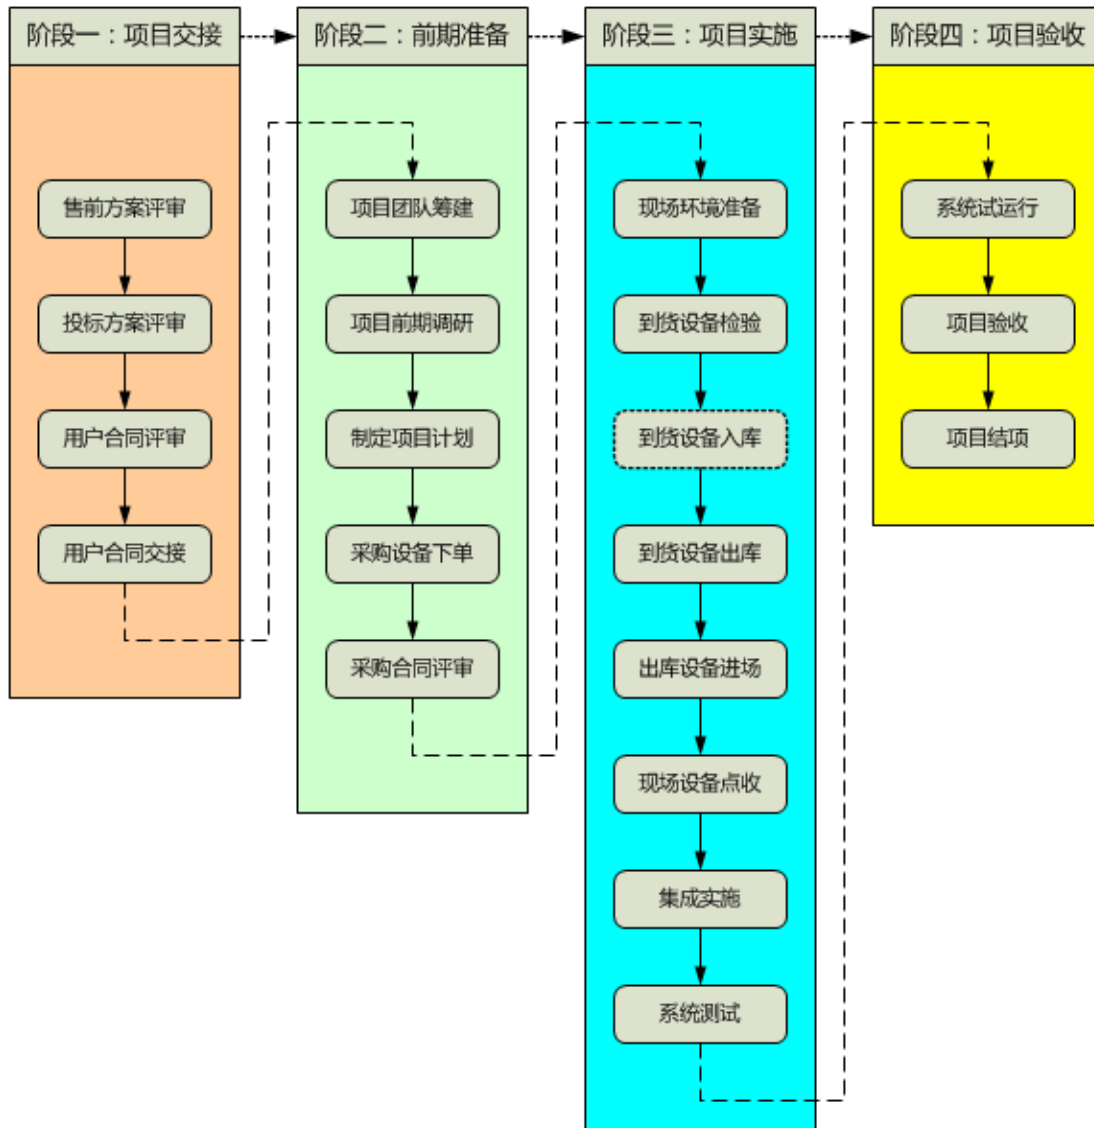 阶段一：项目交接
售前方案评审
投标方案评审
用户合同评审
用户合同交接
阶段二：前期准备
项目团队筹建
项目前期调研
制定项目计划
采购设备下单
采购合同评审
阶段三：项目实施
现场环境准备
到货设备检验
到货设备入库
到货设备出库
出库设备进场
现场设备点收
集成实施
系统测试
阶段四：项目验收
系统试运行
项目验收
项目结项